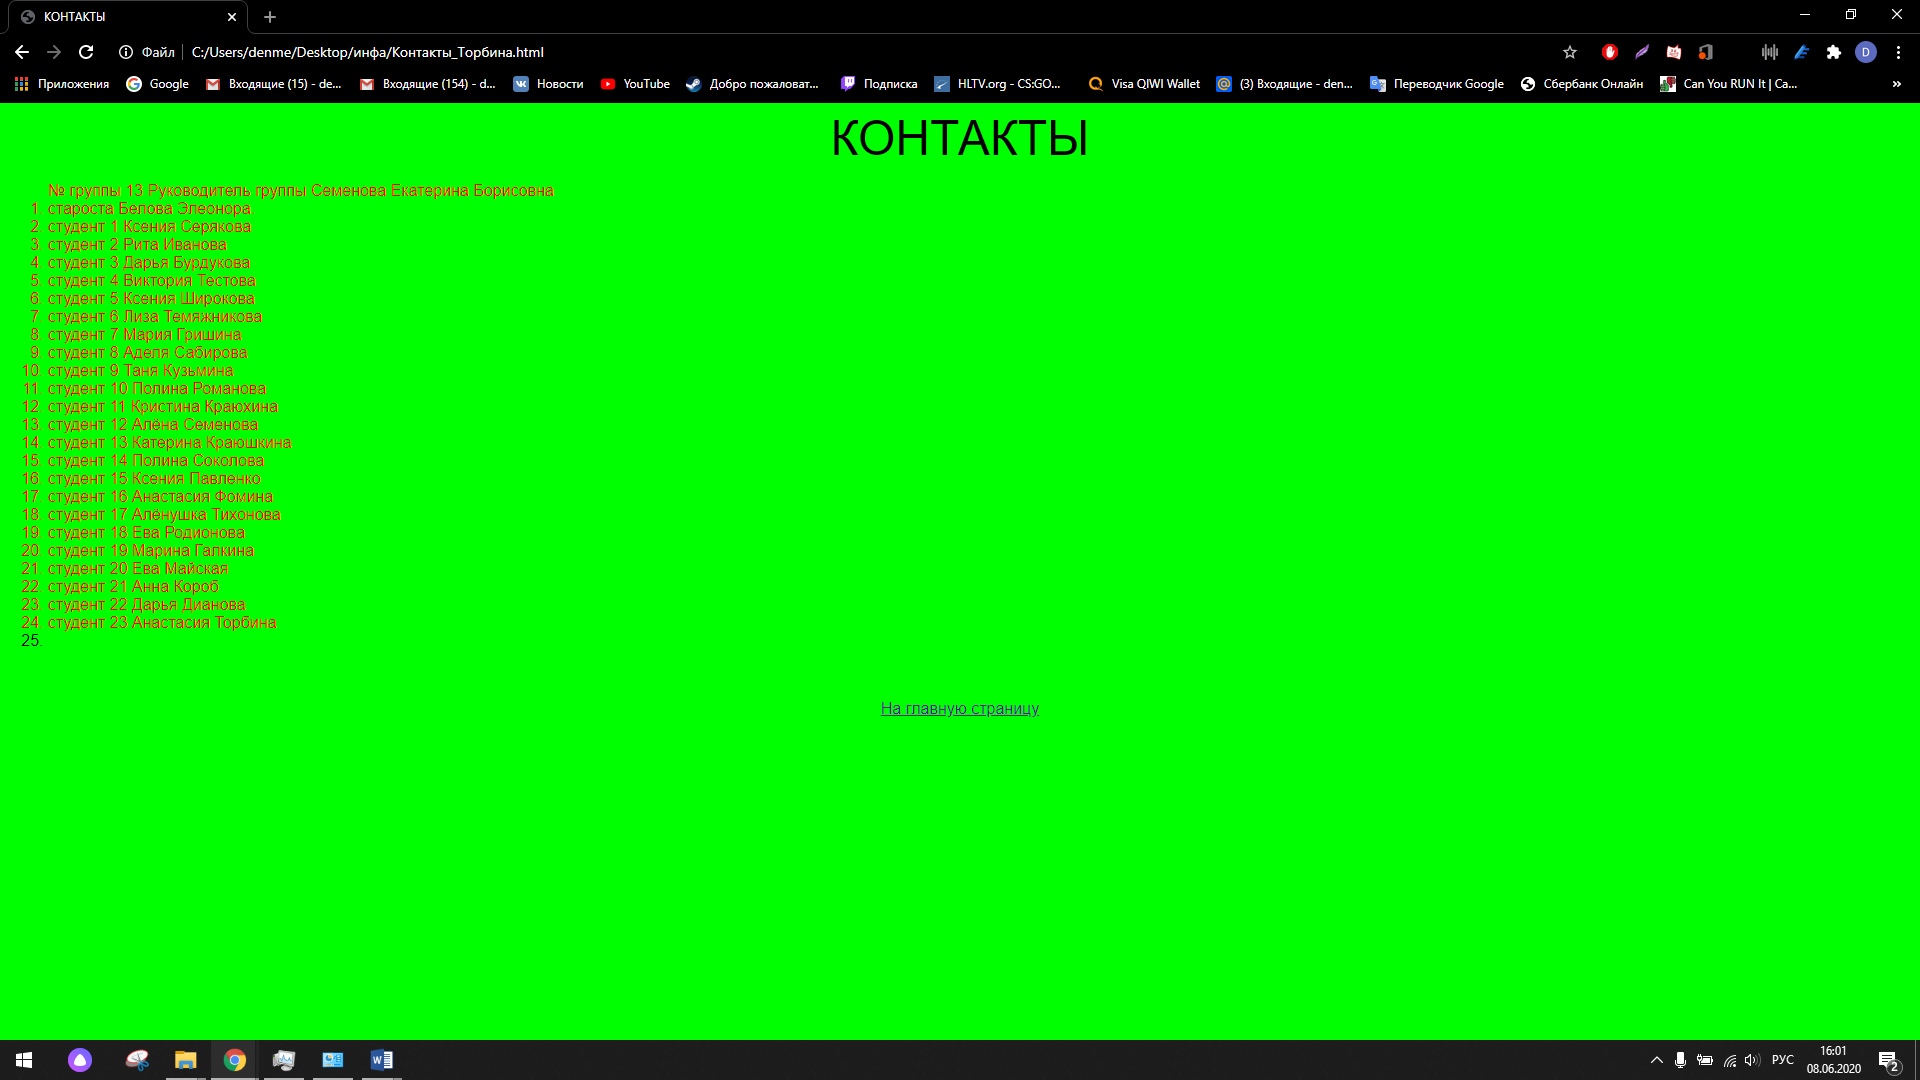 КОНТАКТЫ
Файл C:/Users/denme/Desktop/инфа/Контакты_Торбина.html
D
Приложения Google Входящие (15) - de... Входящие (154) - d... Новости YouTube Добро пожаловат... Подписка HLTV.org - CS:GO... Visa QIWI Wallet (3) Входящие - den... Переводчик Google Сбербанк Онлайн Can You RUN It | Ca... »
КОНТАКТЫ
№ группы 13 Руководитель группы Семенова Екатерина Борисовна
1. староста Белова Элеонора
2. студент 1 Ксения Серякова
3. студент 2 Рита Иванова
4. студент 3 Дарья Бурдукова
5. студент 4 Виктория Тестова
6. студент 5 Ксения Широкова
7. студент 6 Лиза Темяжникова
8. студент 7 Мария Гришина
9. студент 8 Аделя Сабирова
10. студент 9 Таня Кузьмина
11. студент 10 Полина Романова
12. студент 11 Кристина Краюхина
13. студент 12 Алёна Семенова
14. студент 13 Катерина Краюшкина
15. студент 14 Полина Соколова
16. студент 15 Ксения Павленко
17. студент 16 Анастасия Фомина
18. студент 17 Алёнушка Тихонова
19. студент 18 Ева Родионова
20. студент 19 Марина Галкина
21. студент 20 Ева Майская
22. студент 21 Анна Короб
23. студент 22 Дарья Дианова
24. студент 23 Анастасия Торбина
25.
На главную страницу
РУС
16:01
08.06.2020
2